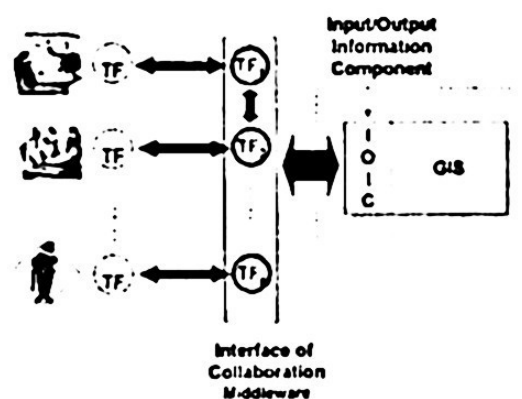 Input/Output
Information
Component
TF
TF
TF
TF
TF
TF
I
O
I
C
GIS
Interface of
Collaboration
Middleware